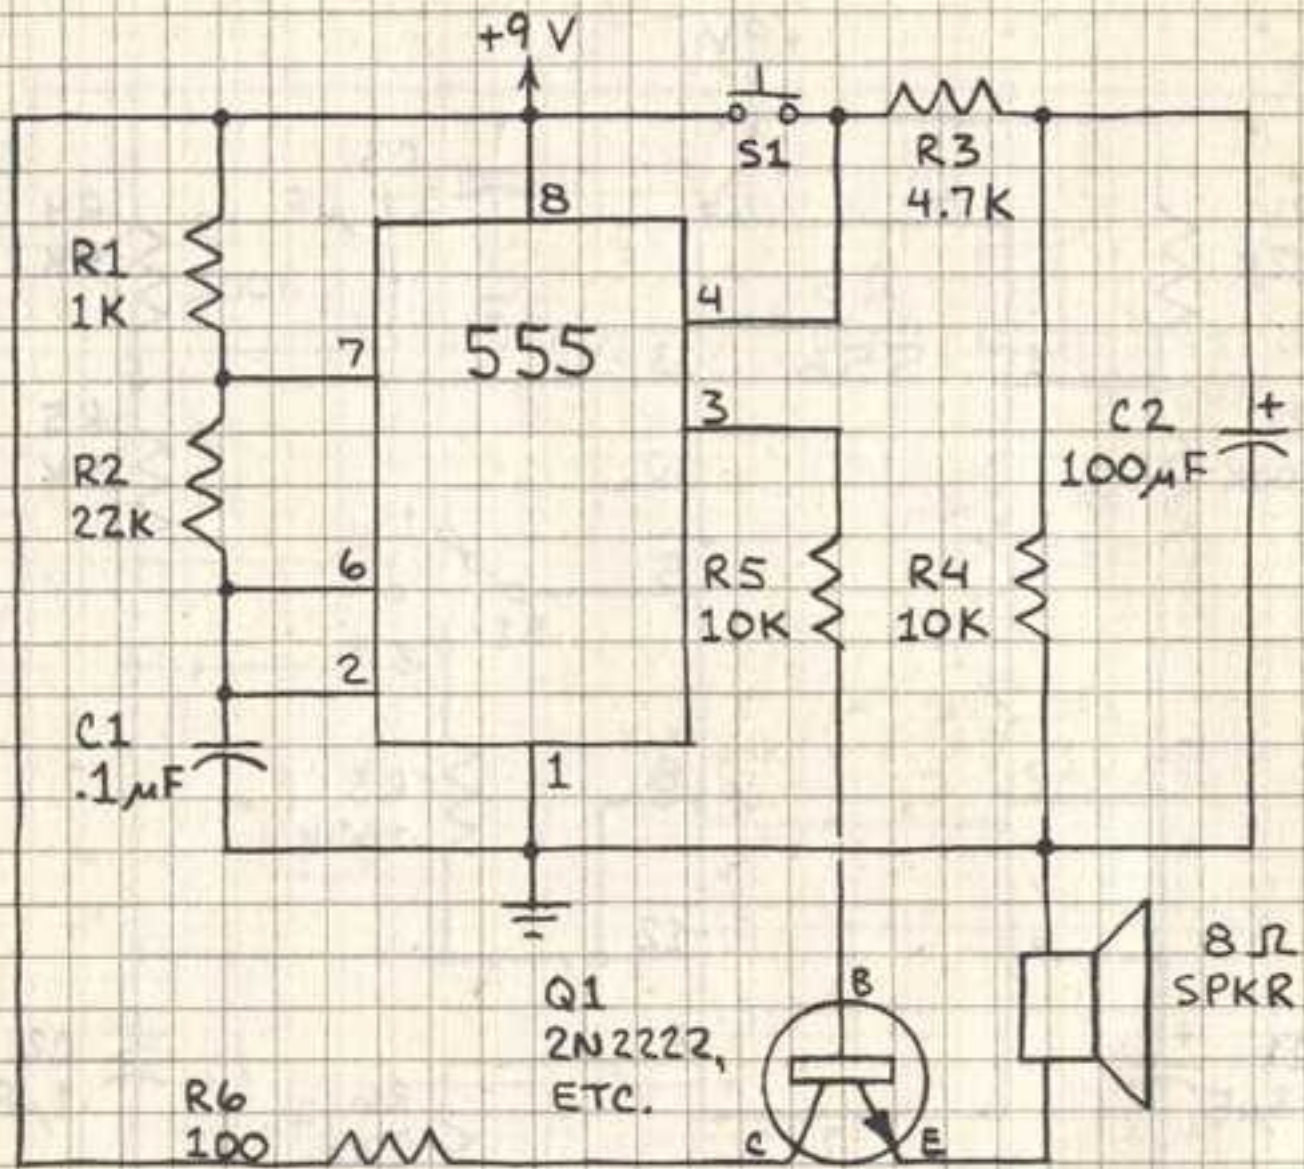 +9 V
S1
R3
4.7K
8
R1
1K
4
7
555
3
C2
100µF
+
R2
22K
6
R5
10K
R4
10K
2
C1
.1µF
1
8 Ω
SPKR
B
Q1
2N2222,
ETC.
R6
100
C
E